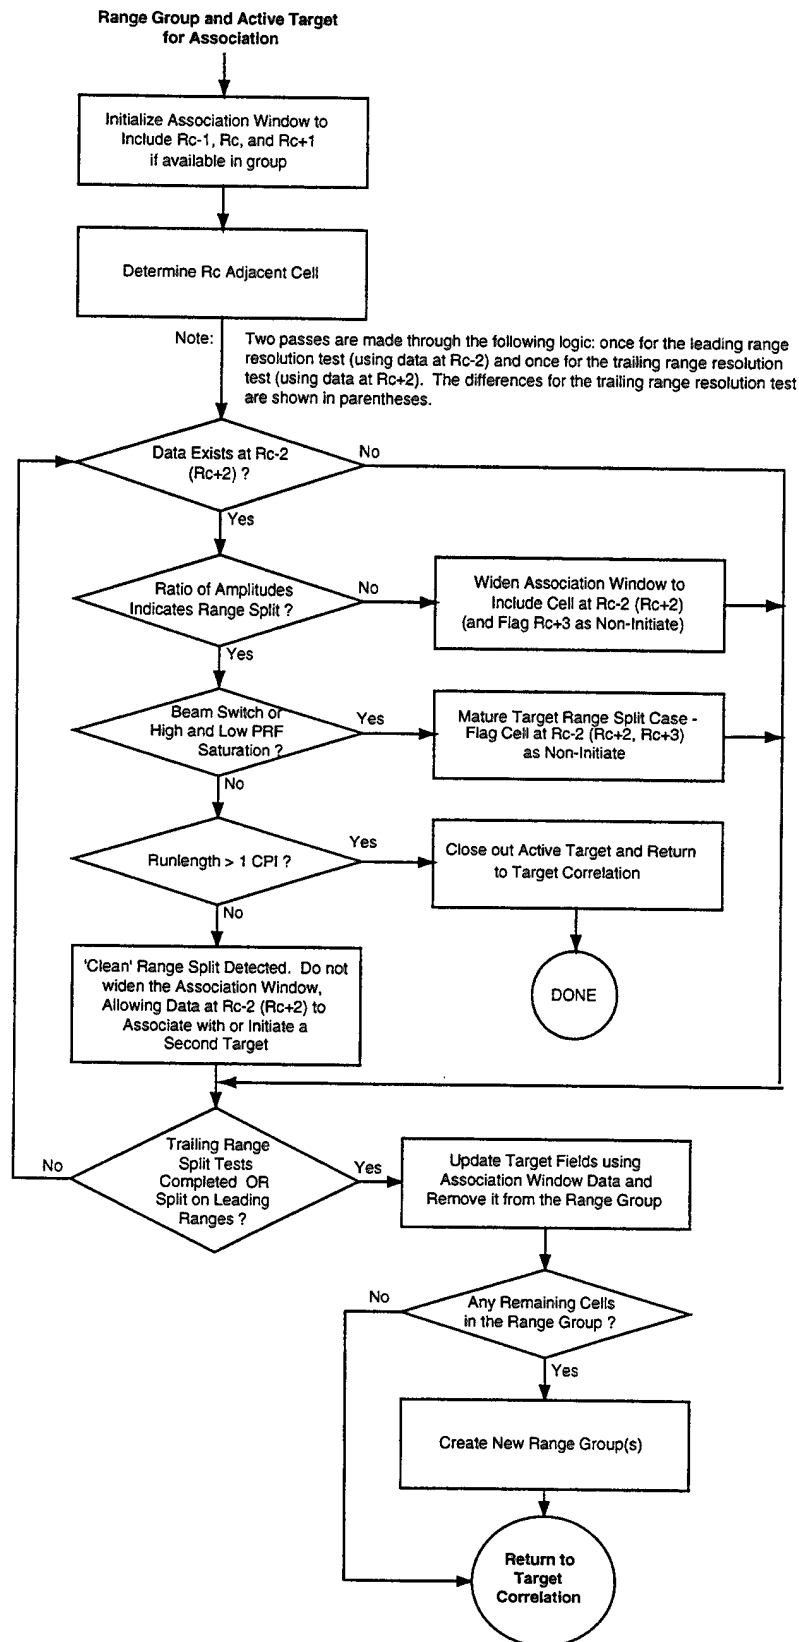 Range Group and Active Target
for Association
Initialize Association Window to
Include Rc-1, Rc, and Rc+1
if available in group
Determine Rc Adjacent Cell
Note:
Two passes are made through the following logic: once for the leading range
resolution test (using data at Rc-2) and once for the trailing range resolution
test (using data at Rc+2). The differences for the trailing range resolution test
are shown in parentheses.
Data Exists at Rc-2
(Rc+2) ?
No
Yes
Ratio of Amplitudes
Indicates Range Split ?
No
Widen Association Window to
Include Cell at Rc-2 (Rc+2)
(and Flag Rc+3 as Non-Initiate)
Yes
Beam Switch or
High and Low PRF
Saturation ?
Yes
Mature Target Range Split Case -
Flag Cell at Rc-2 (Rc+2, Rc+3)
as Non-Initiate
No
Runlength > 1 CPI ?
Yes
Close out Active Target and Return
to Target Correlation
No
DONE
'Clean' Range Split Detected. Do not
widen the Association Window,
Allowing Data at Rc-2 (Rc+2) to
Associate with or Initiate a
Second Target
Trailing Range
Split Tests
Completed OR
Split on Leading
Ranges ?
No
Yes
Update Target Fields using
Association Window Data and
Remove it from the Range Group
Any Remaining Cells
in the Range Group ?
No
Yes
Create New Range Group(s)
Return to
Target
Correlation